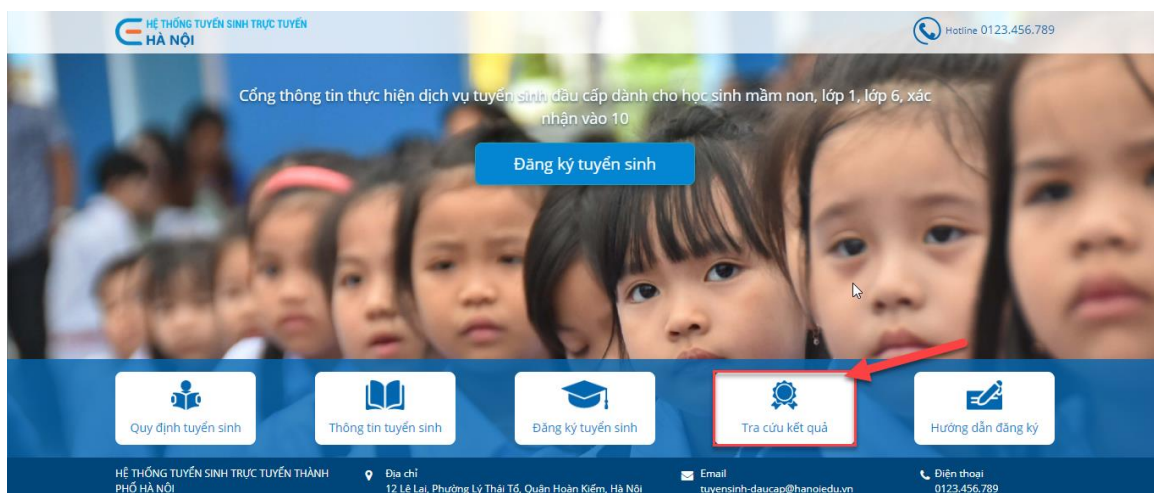 HỆ THỐNG TUYỂN SINH TRỰC TUYẾN
HÀ NỘI
Hotline 0123.456.789
Cổng thông tin thực hiện dịch vụ tuyển sinh đầu cấp dành cho học sinh mầm non, lớp 1, lớp 6, xác
nhận vào 10
Đăng ký tuyển sinh
Quy định tuyển sinh
Thông tin tuyển sinh
Đăng ký tuyển sinh
Tra cứu kết quả
Hướng dẫn đăng ký
HỆ THỐNG TUYỂN SINH TRỰC TUYẾN THÀNH
PHỐ HÀ NỘI
Địa chỉ
12 Lê Lai, Phường Lý Thái Tổ, Quận Hoàn Kiếm, Hà Nội
Email
tuyensinh-daucap@hanoiedu.vn
Điện thoại
0123.456.789